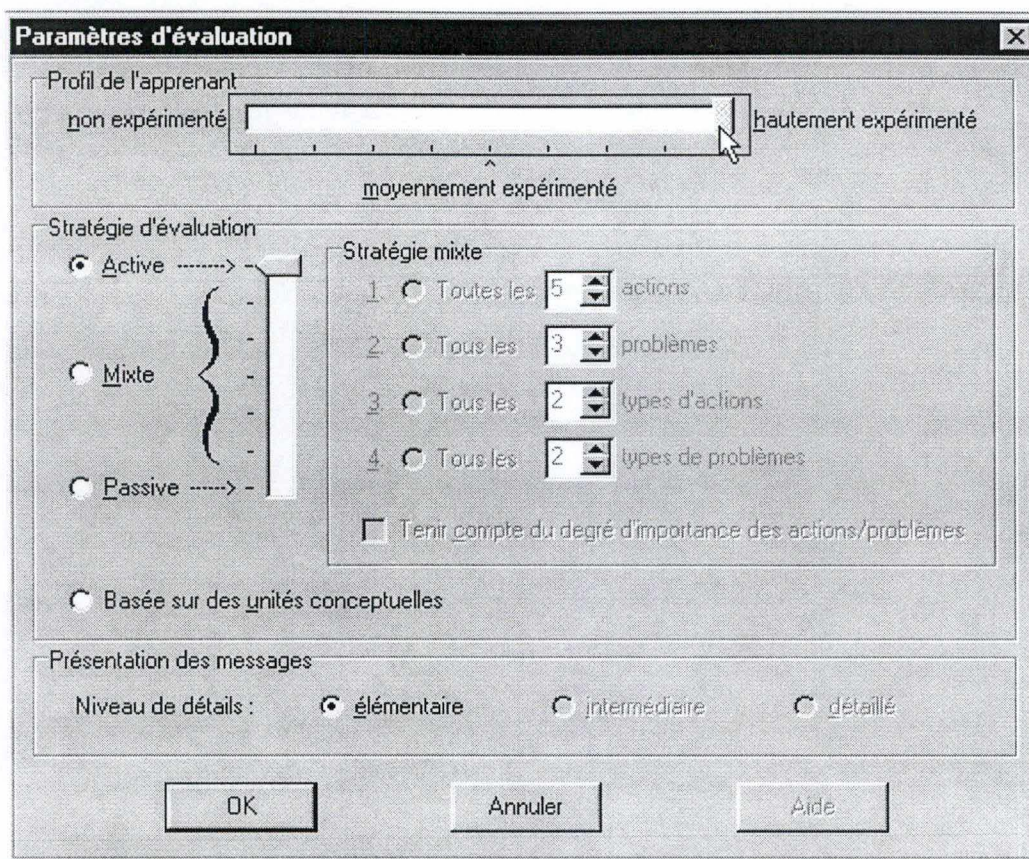 Paramètres d'évaluation
Profil de l'apprenant
non expérimenté
hautement expérimenté
moyennement expérimenté
Stratégie d'évaluation
Active ------>
Mixte
Passive ----->
Stratégie mixte
1. Toutes les 5 actions
2. Tous les 3 problèmes
3. Tous les 2 types d'actions
4. Tous les 2 types de problèmes
Tenir compte du degré d'importance des actions/problèmes
Basée sur des unités conceptuelles
Présentation des messages
Niveau de détails : élémentaire intermédiaire détaillé
OK Annuler Aide